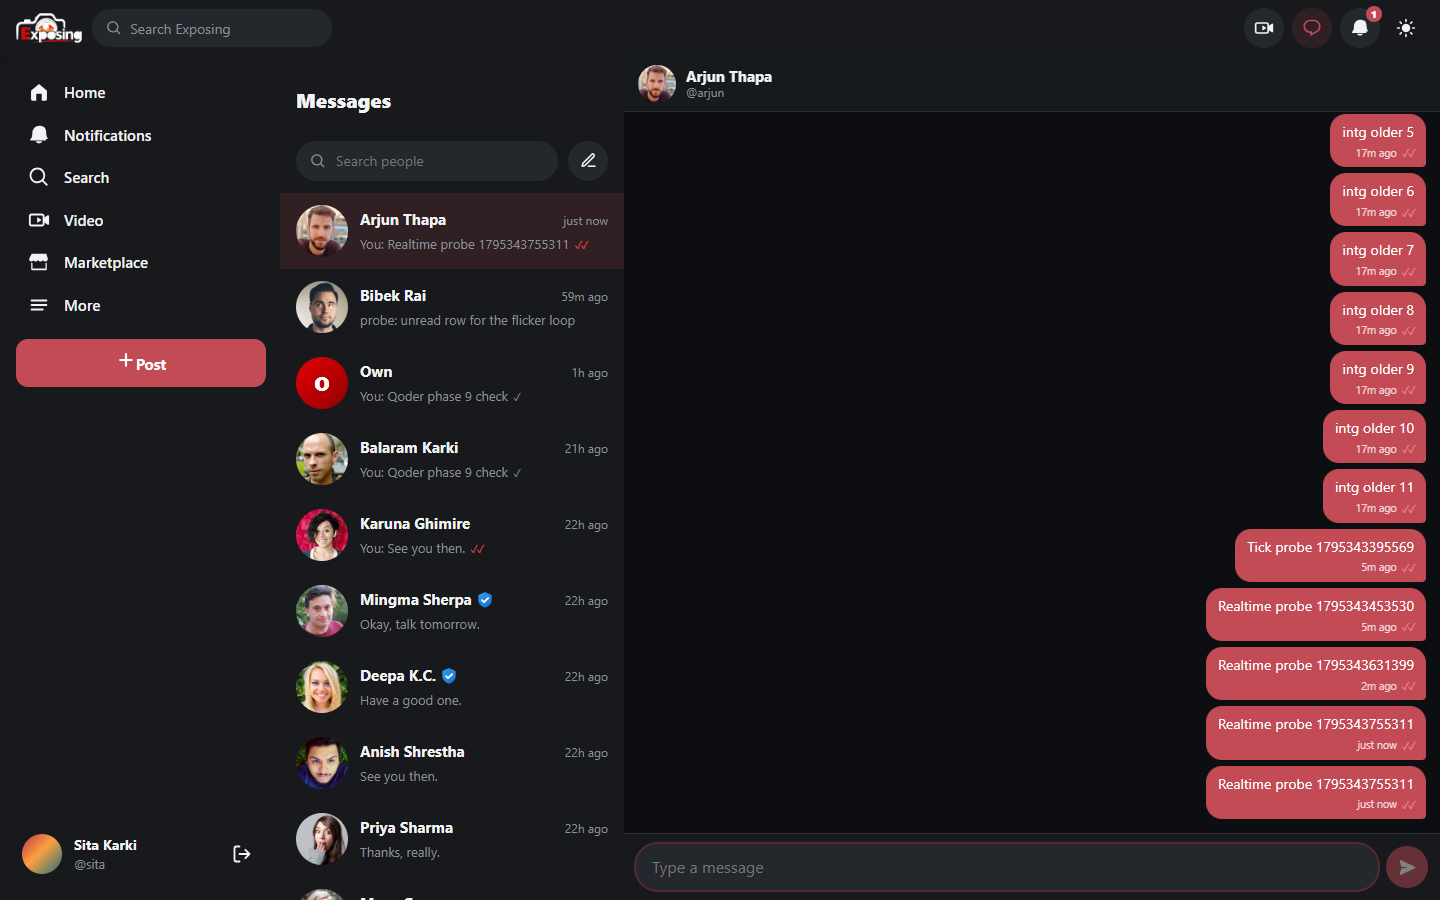 Exposing
Search Exposing
1
Home
Notifications
Search
Video
Marketplace
More
Post
Sita Karki
@sita
Messages
Search people
Arjun Thapa
just now
You: Realtime probe 1795343755311
Bibek Rai
59m ago
probe: unread row for the flicker loop
O
Own
1h ago
You: Qoder phase 9 check
Balaram Karki
21h ago
You: Qoder phase 9 check
Karuna Ghimire
22h ago
You: See you then.
Mingma Sherpa
22h ago
Okay, talk tomorrow.
Deepa K.C.
22h ago
Have a good one.
Anish Shrestha
22h ago
See you then.
Priya Sharma
22h ago
Thanks, really.
Arjun Thapa
@arjun
intg older 5
17m ago
intg older 6
17m ago
intg older 7
17m ago
intg older 8
17m ago
intg older 9
17m ago
intg older 10
17m ago
intg older 11
17m ago
Tick probe 1795343395569
5m ago
Realtime probe 1795343453530
5m ago
Realtime probe 1795343631399
2m ago
Realtime probe 1795343755311
just now
Realtime probe 1795343755311
just now
Type a message